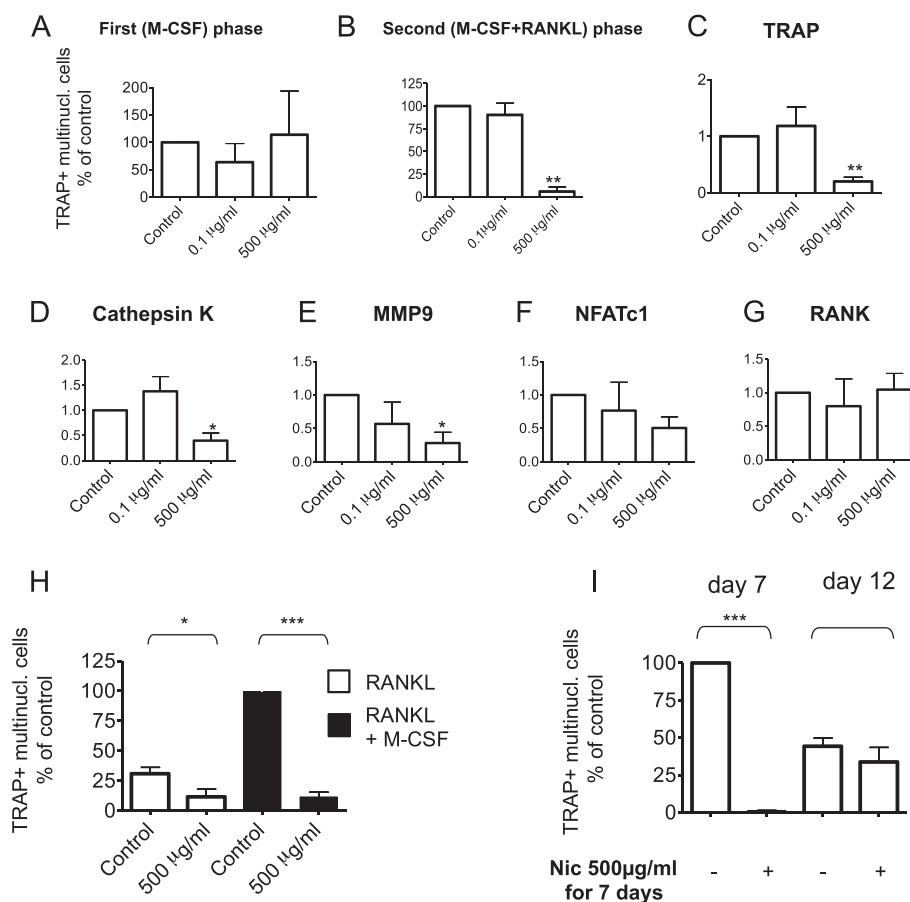 A First (M-CSF) phase
B Second (M-CSF+RANKL) phase
C TRAP
TRAP+ multinucl. cells
% of control
200
150
100
50
0
Control
0.1 µg/ml
500 µg/ml
125
100
75
50
25
0
**
Control
0.1 µg/ml
500 µg/ml
2
1
0
**
Control
0.1 µg/ml
500 µg/ml
D Cathepsin K
E MMP9
F NFATc1
G RANK
2.0
1.5
1.0
0.5
0.0
*
Control
0.1 µg/ml
500 µg/ml
1.5
1.0
0.5
0.0
*
Control
0.1 µg/ml
500 µg/ml
1.5
1.0
0.5
0.0
Control
0.1 µg/ml
500 µg/ml
1.5
1.0
0.5
0.0
Control
0.1 µg/ml
500 µg/ml
H
*
***
TRAP+ multinucl. cells
% of control
125
100
75
50
25
0
RANKL
RANKL
+ M-CSF
Control
500 µg/ml
Control
500 µg/ml
I
day 7
day 12
***
TRAP+ multinucl. cells
% of control
100
75
50
25
0
Nic 500µg/ml
for 7 days
- + - +